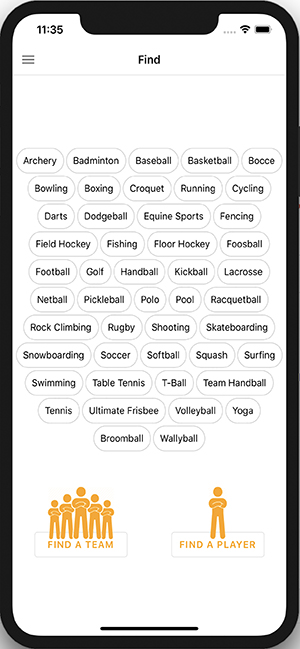 11:35
Find
Archery Badminton Baseball Basketball Bocce
Bowling Boxing Croquet Running Cycling
Darts Dodgeball Equine Sports Fencing
Field Hockey Fishing Floor Hockey Foosball
Football Golf Handball Kickball Lacrosse
Netball Pickleball Polo Pool Racquetball
Rock Climbing Rugby Shooting Skateboarding
Snowboarding Soccer Softball Squash Surfing
Swimming Table Tennis T-Ball Team Handball
Tennis Ultimate Frisbee Volleyball Yoga
Broomball Wallyball
FIND A TEAM FIND A PLAYER